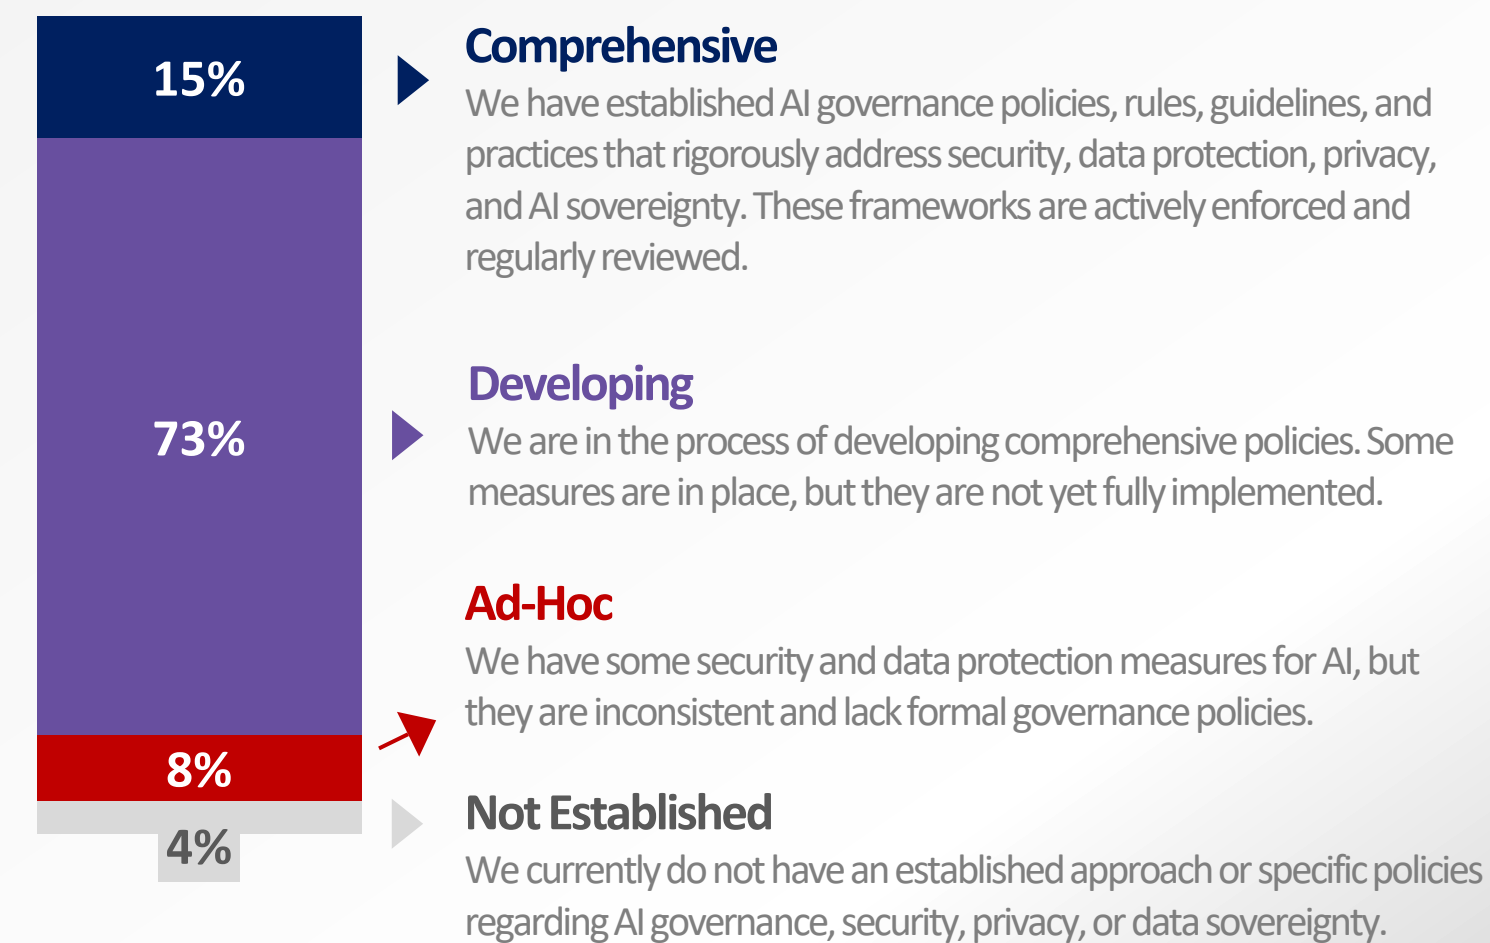 15%
Comprehensive
We have established AI governance policies, rules, guidelines, and
practices that rigorously address security, data protection, privacy,
and AI sovereignty. These frameworks are actively enforced and
regularly reviewed.
73%
Developing
We are in the process of developing comprehensive policies. Some
measures are in place, but they are not yet fully implemented.
8%
Ad-Hoc
We have some security and data protection measures for AI, but
they are inconsistent and lack formal governance policies.
4%
Not Established
We currently do not have an established approach or specific policies
regarding AI governance, security, privacy, or data sovereignty.